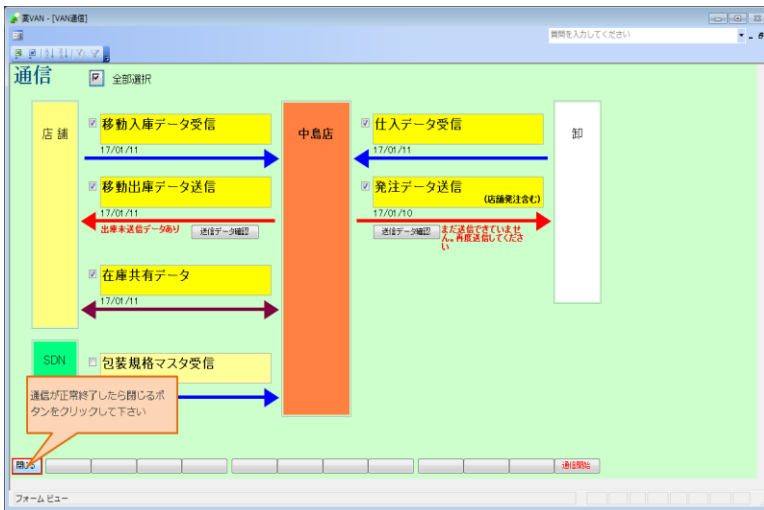 薬VAN - [VAN通信]
質問を入力してください
通信
全部選択
店舗
移動入庫データ受信
17/01/11
移動出庫データ送信
17/01/11
出庫未送信データあり
送信データ確認
在庫共有データ
17/01/11
SDN
包装規格マスタ受信
中島店
仕入データ受信
17/01/11
発注データ送信
(店舗発注含む)
17/01/10
送信データ確認
まだ送信できていませ
ん。再度送信してくださ
い
卸
通信が正常終了したら閉じるボ
タンをクリックして下さい
閉じる
通信開始
フォーム ビュー